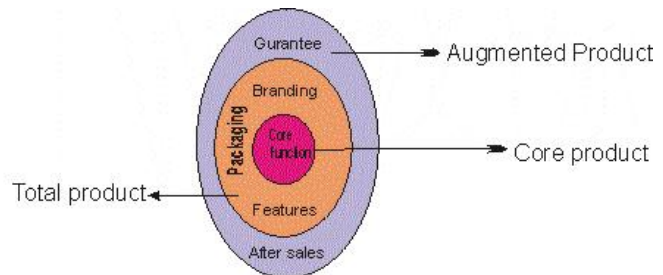 Gurantee
Augmented Product
Branding
Packaging
Core
function
Core product
Total product
Features
After sales